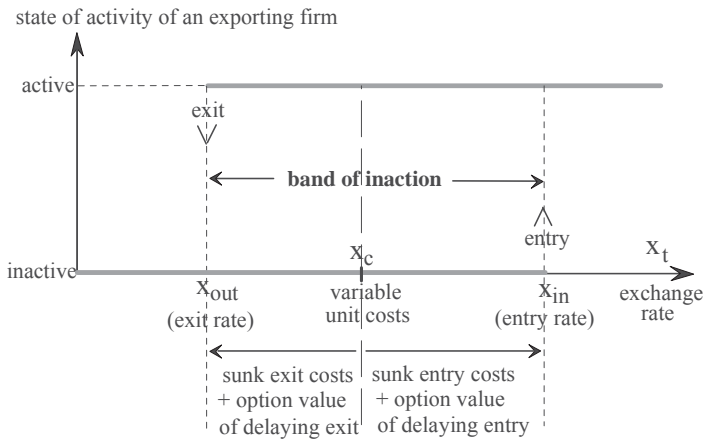 state of activity of an exporting firm
active
exit
band of inaction
entry
inactive
x_c
x_t
x_out
(exit rate)
variable
unit costs
x_in
(entry rate)
exchange
rate
sunk exit costs
+ option value
of delaying exit
sunk entry costs
+ option value
of delaying entry